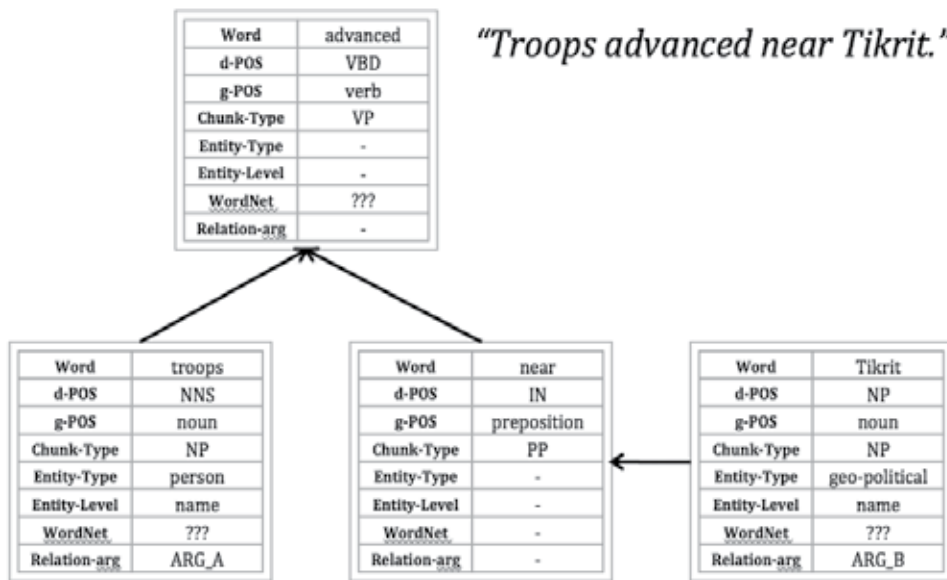 “Troops advanced near Tikrit.”
Word advanced
d-POS VBD
g-POS verb
Chunk-Type VP
Entity-Type -
Entity-Level -
WordNet ???
Relation-arg -
Word troops
d-POS NNS
g-POS noun
Chunk-Type NP
Entity-Type person
Entity-Level name
WordNet ???
Relation-arg ARG_A
Word near
d-POS IN
g-POS preposition
Chunk-Type PP
Entity-Type -
Entity-Level -
WordNet -
Relation-arg -
Word Tikrit
d-POS NP
g-POS noun
Chunk-Type NP
Entity-Type geo-political
Entity-Level name
WordNet ???
Relation-arg ARG_B